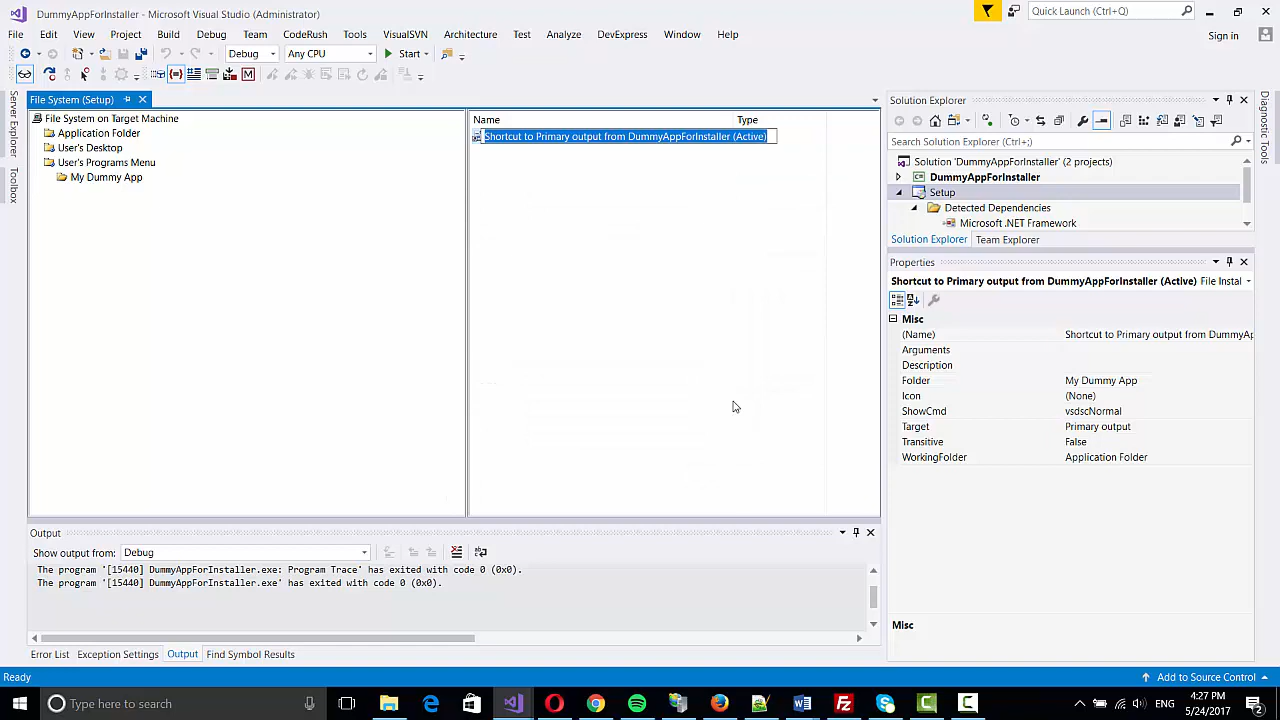 DummyAppForInstaller - Microsoft Visual Studio (Administrator)
Quick Launch (Ctrl+Q)
File Edit View Project Build Debug Team CodeRush Tools VisualSVN Architecture Test Analyze DevExpress Window Help
Sign in
Debug Any CPU Start
File System (Setup)
Server Explorer
Toolbox
File System on Target Machine
Application Folder
User's Desktop
User's Programs Menu
My Dummy App
Name Type
Shortcut to Primary output from DummyAppForInstaller (Active)
Solution Explorer
Search Solution Explorer (Ctrl+;)
Solution 'DummyAppForInstaller' (2 projects)
DummyAppForInstaller
Setup
Detected Dependencies
Microsoft .NET Framework
Solution Explorer Team Explorer
Diagnostic Tools
Properties
Shortcut to Primary output from DummyAppForInstaller (Active) File Instal
Misc
(Name) Shortcut to Primary output from DummyAp
Arguments
Description
Folder My Dummy App
Icon (None)
ShowCmd vsdscNormal
Target Primary output
Transitive False
WorkingFolder Application Folder
Misc
Output
Show output from: Debug
The program '[15440] DummyAppForInstaller.exe: Program Trace' has exited with code 0 (0x0).
The program '[15440] DummyAppForInstaller.exe' has exited with code 0 (0x0).
Error List Exception Settings Output Find Symbol Results
Ready
Add to Source Control
Type here to search
ENG
4:27 PM
5/24/2017